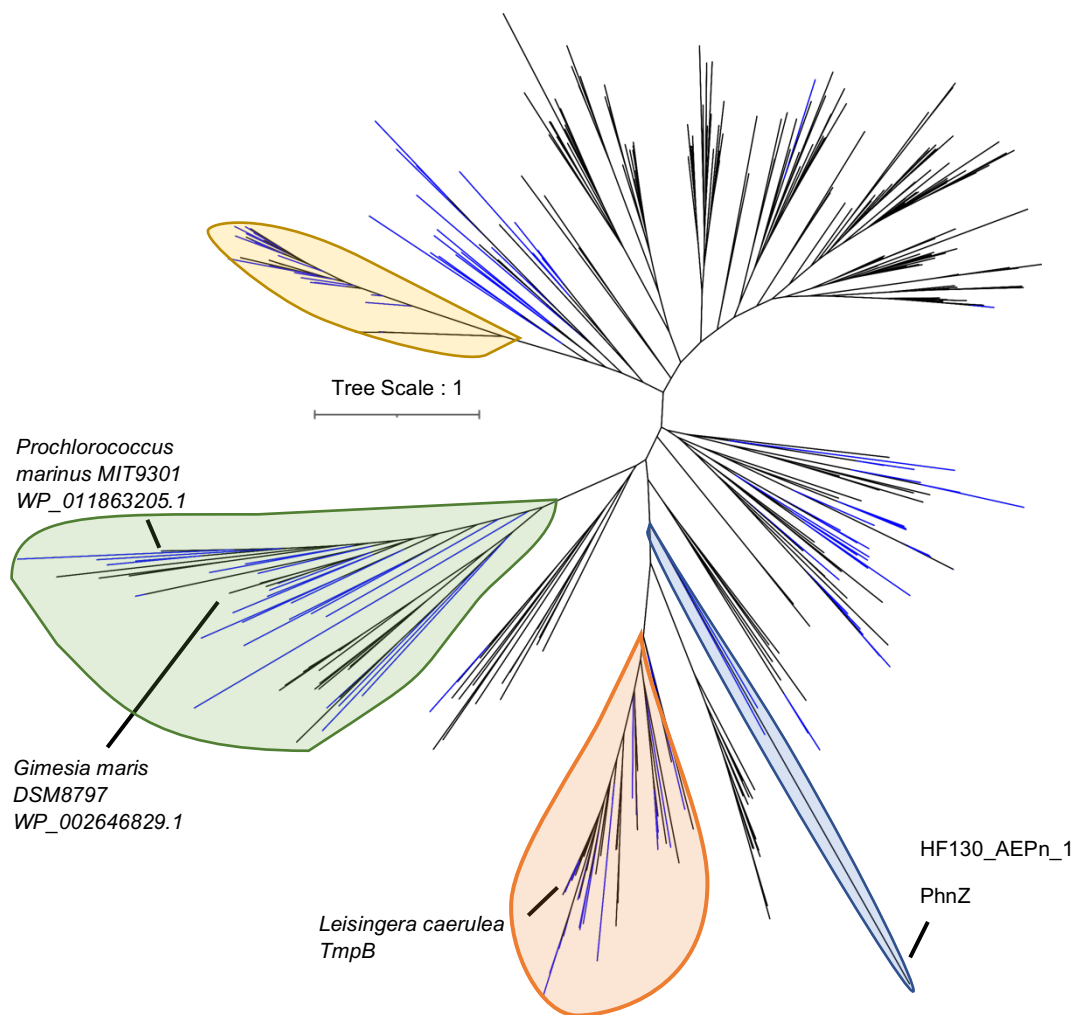 Tree Scale : 1
Prochlorococcus
marinus MIT9301
WP_011863205.1
Gimesia maris
DSM8797
WP_002646829.1
Leisingera caerulea
TmpB
HF130_AEPn_1
PhnZ